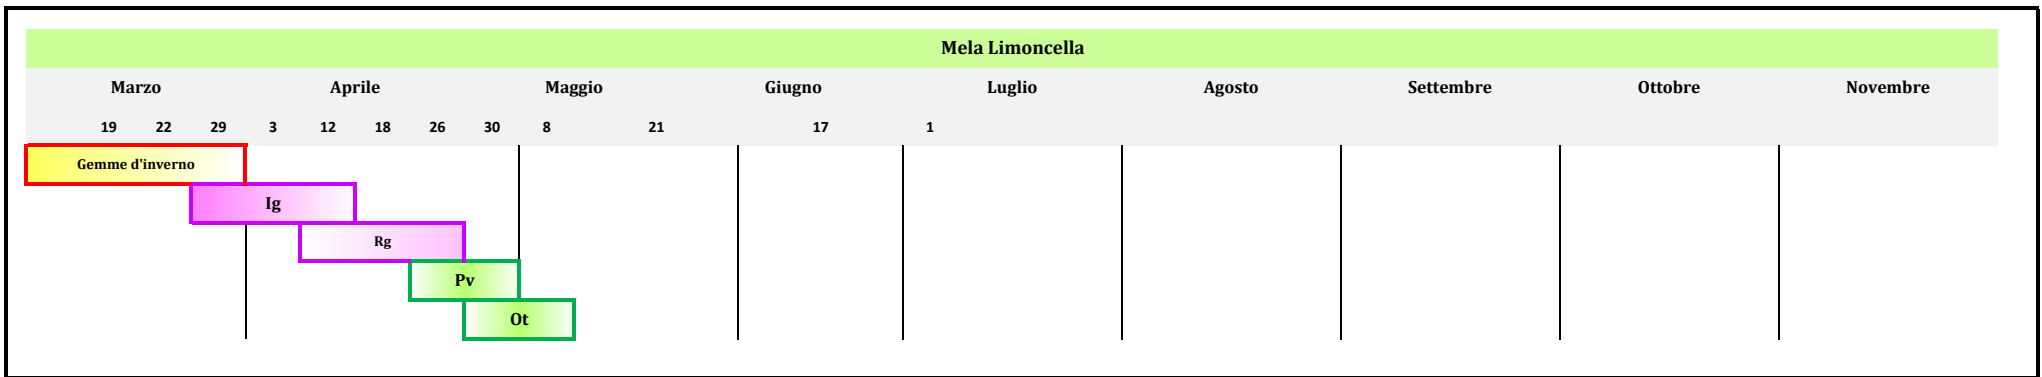 Mela Limoncella
Marzo Aprile Maggio Giugno Luglio Agosto Settembre Ottobre Novembre
19 22 29 3 12 18 26 30 8 21 17 1
Gemme d'inverno
Ig
Rg
Pv
Ot